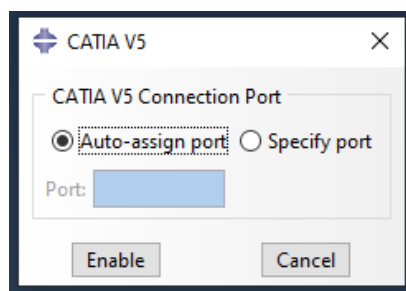 CATIA V5
CATIA V5 Connection Port
Auto-assign port Specify port
Port:
Enable Cancel